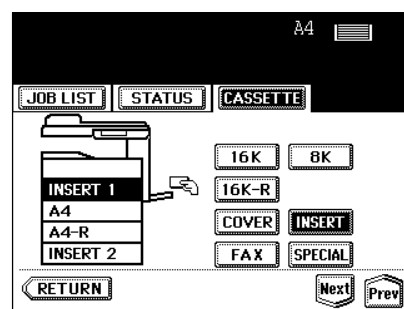 A4
JOB LIST STATUS CASSETTE
16K 8K
INSERT 1 16K-R
A4
A4-R COVER INSERT
INSERT 2 FAX SPECIAL
RETURN Next Prev